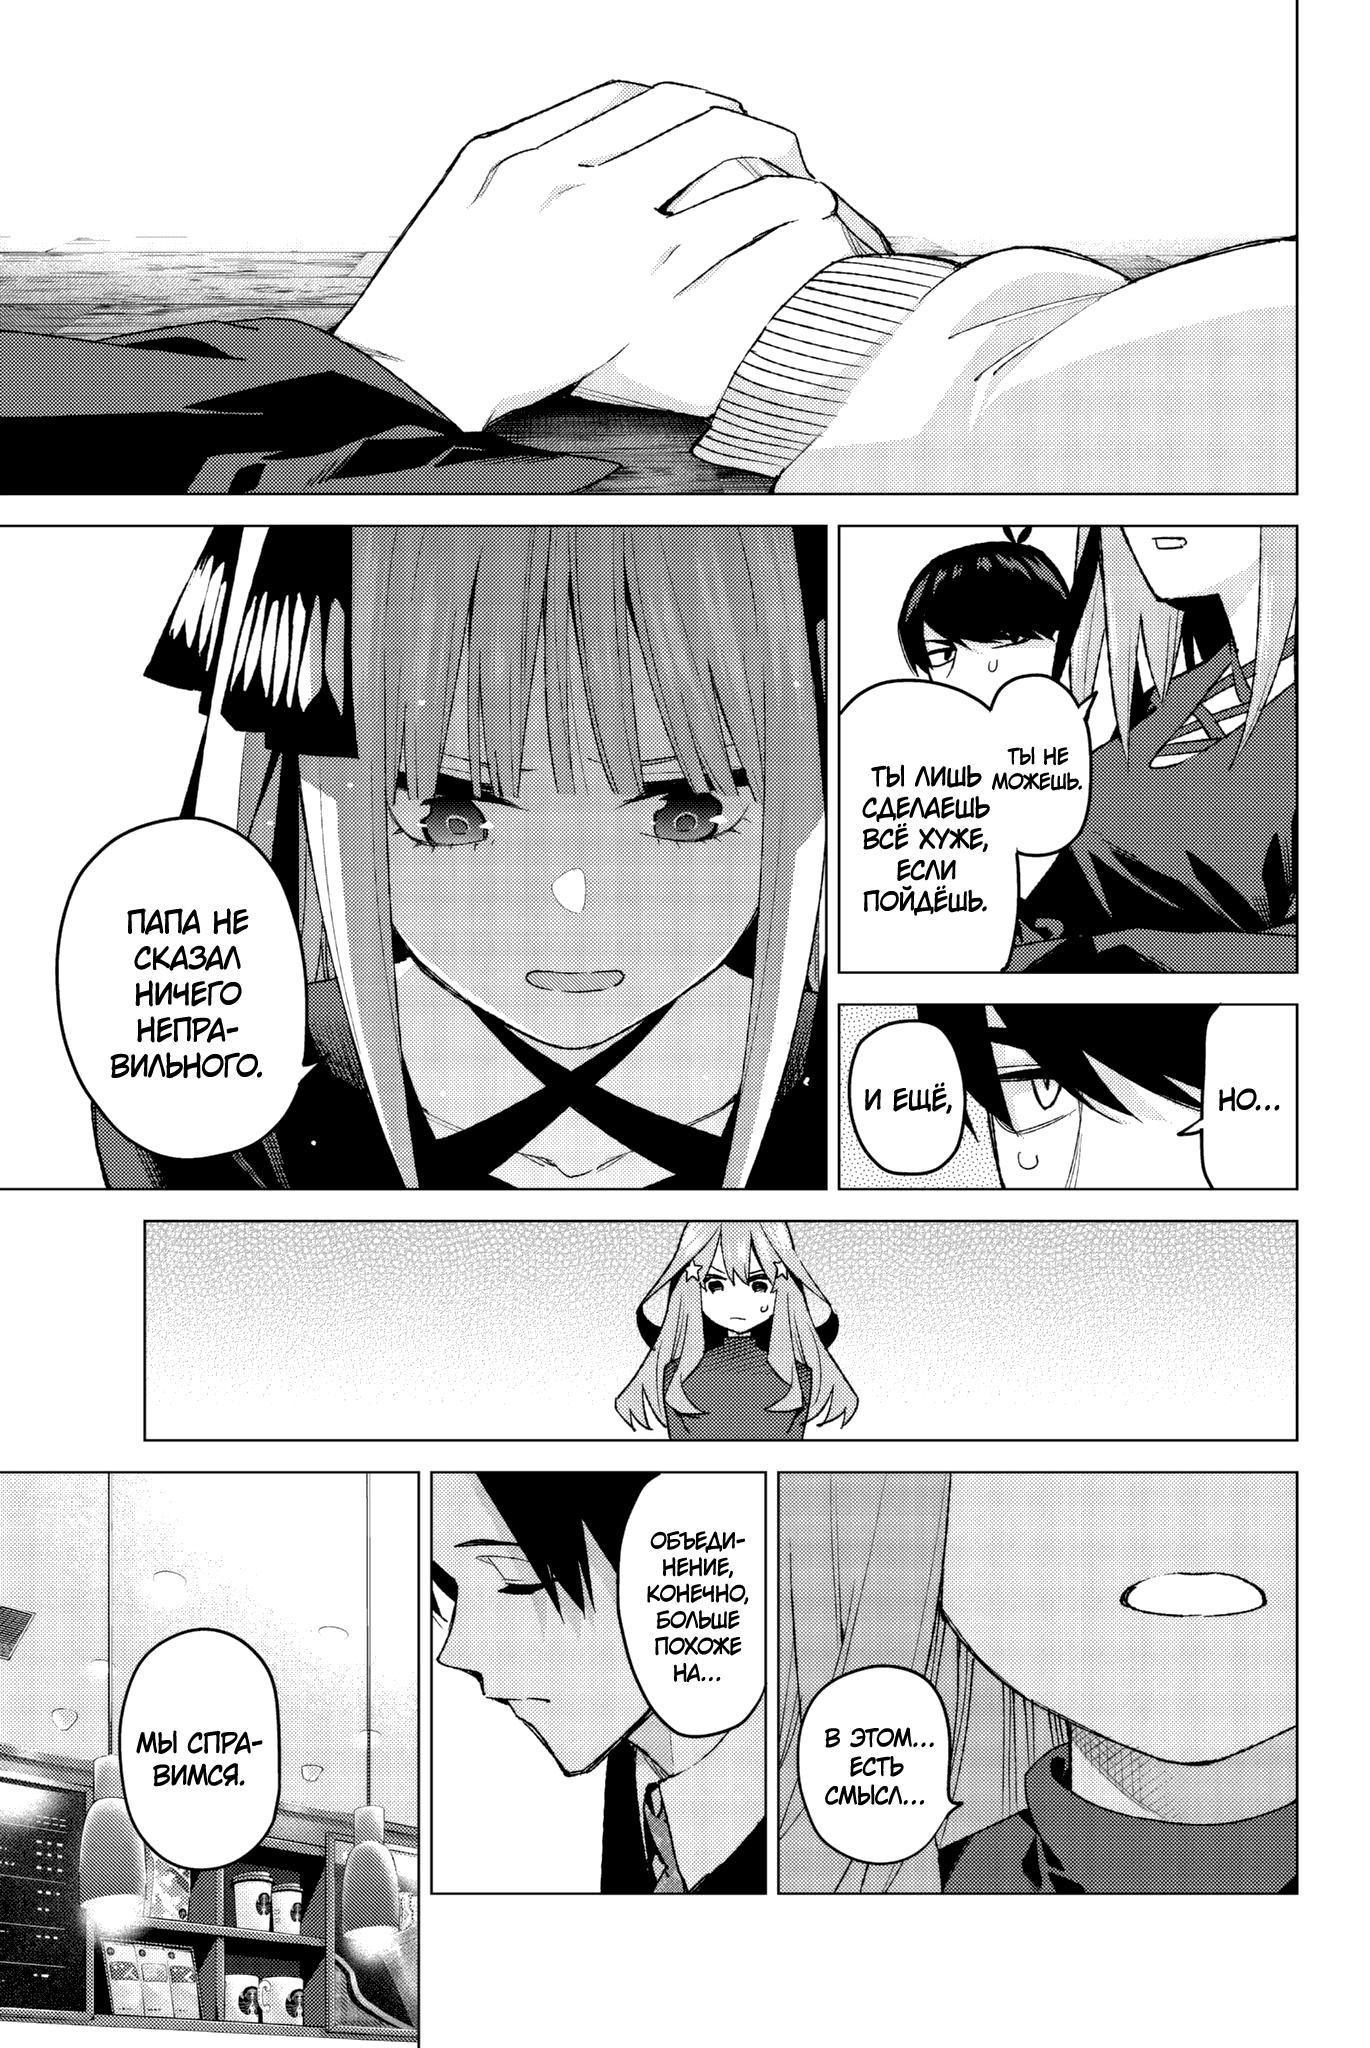 ТЫ НЕ
МОЖЕШЬ.
ТЫ ЛИШЬ
СДЕЛАЕШЬ
ВСЁ ХУЖЕ,
ЕСЛИ
ПОЙДЁШЬ.
НО...
И ЕЩЁ,
ПАПА НЕ
СКАЗАЛ
НИЧЕГО
НЕПРА-
ВИЛЬНОГО.
В ЭТОМ...
ЕСТЬ
СМЫСЛ...
ОБЪЕДИ-
НЕНИЕ,
КОНЕЧНО,
БОЛЬШЕ
ПОХОЖЕ
НА...
МЫ СПРА-
ВИМСЯ.